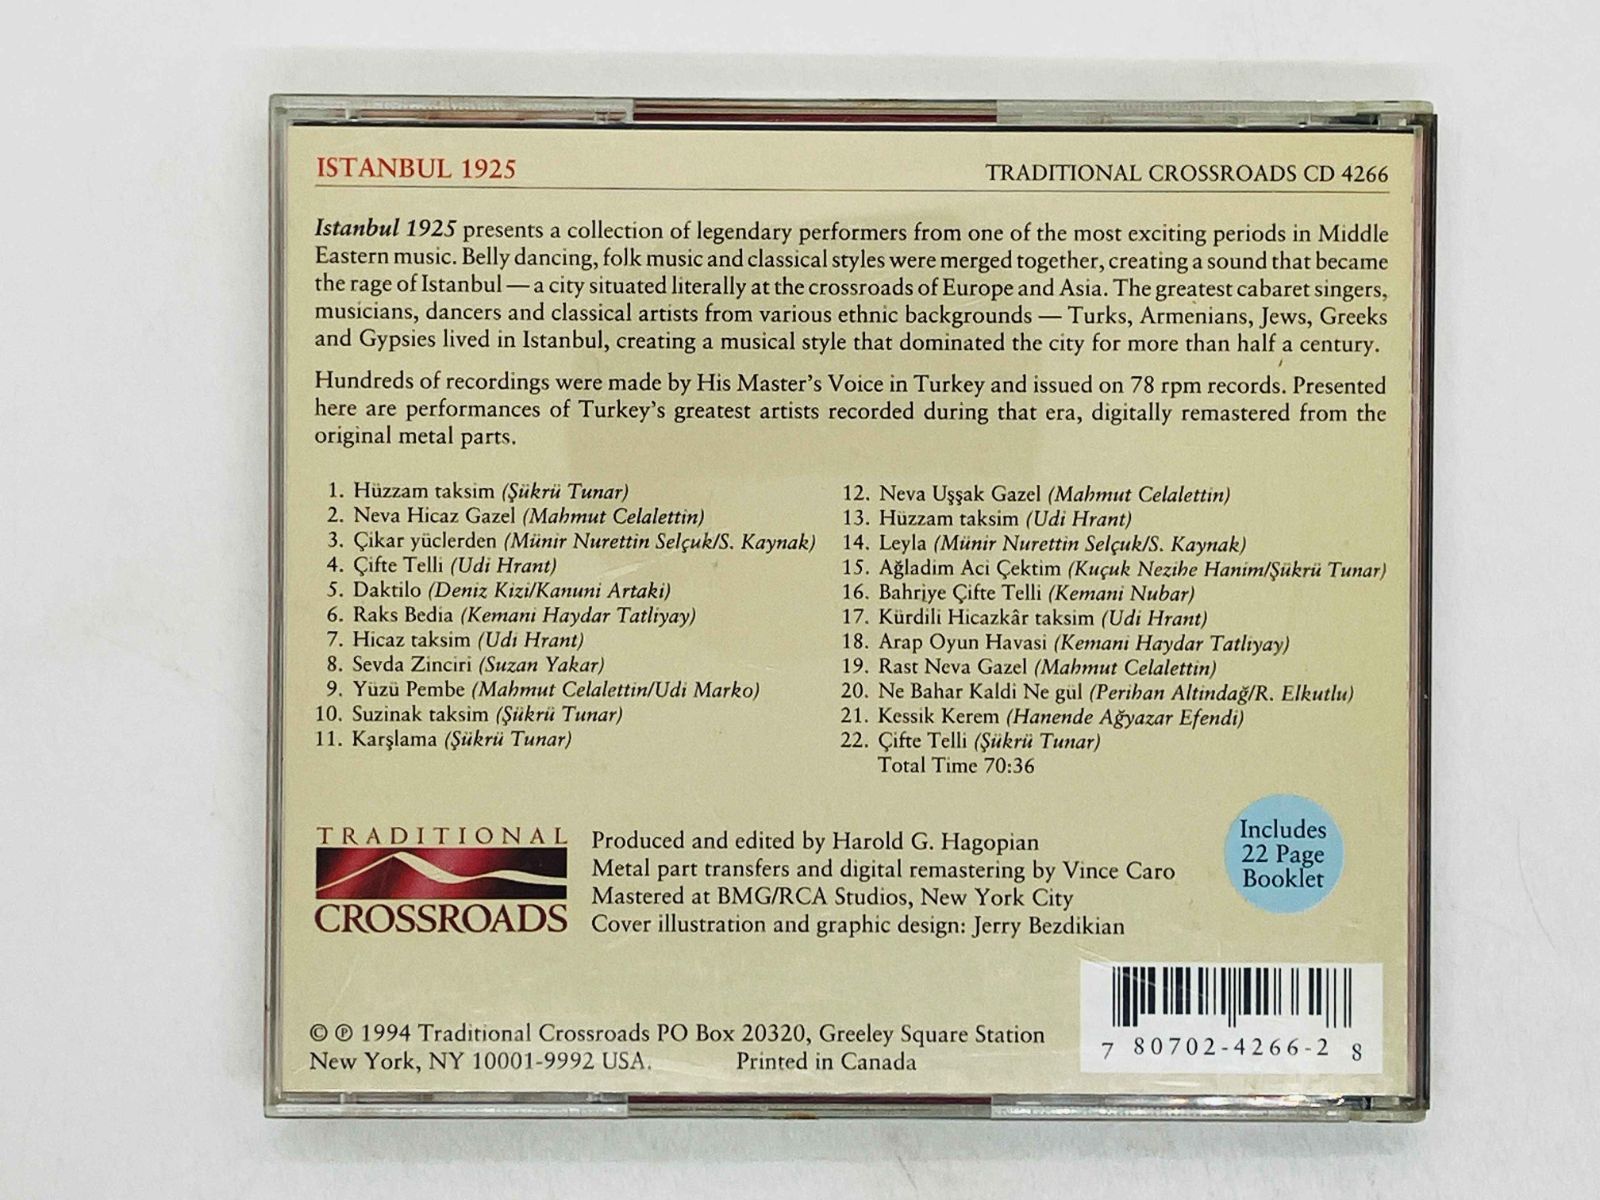 ISTANBUL 1925
TRADITIONAL CROSSROADS CD 4266
Istanbul 1925 presents a collection of legendary performers from one of the most exciting periods in Middle
Eastern music. Belly dancing, folk music and classical styles were merged together, creating a sound that became
the rage of Istanbul — a city situated literally at the crossroads of Europe and Asia. The greatest cabaret singers,
musicians, dancers and classical artists from various ethnic backgrounds — Turks, Armenians, Jews, Greeks
and Gypsies lived in Istanbul, creating a musical style that dominated the city for more than half a century.
Hundreds of recordings were made by His Master's Voice in Turkey and issued on 78 rpm records. Presented
here are performances of Turkey's greatest artists recorded during that era, digitally remastered from the
original metal parts.
1. Hüzzam taksim (Şükrü Tunar)
2. Neva Hicaz Gazel (Mahmut Celalettin)
3. Çikar yüclerden (Münir Nurettin Selçuk/S. Kaynak)
4. Çifte Telli (Udi Hrant)
5. Daktilo (Deniz Kizi/Kanuni Artaki)
6. Raks Bedia (Kemani Haydar Tatliyay)
7. Hicaz taksim (Udi Hrant)
8. Sevda Zinciri (Suzan Yakar)
9. Yüzü Pembe (Mahmut Celalettin/Udi Marko)
10. Suzinak taksim (Şükrü Tunar)
11. Karşlama (Şükrü Tunar)
12. Neva Uşşak Gazel (Mahmut Celalettin)
13. Hüzzam taksim (Udi Hrant)
14. Leyla (Münir Nurettin Selçuk/S. Kaynak)
15. Ağladim Aci Çektim (Kuçuk Nezihe Hanim/Şükrü Tunar)
16. Bahriye Çifte Telli (Kemani Nubar)
17. Kürdili Hicazkâr taksim (Udi Hrant)
18. Arap Oyun Havasi (Kemani Haydar Tatliyay)
19. Rast Neva Gazel (Mahmut Celalettin)
20. Ne Bahar Kaldi Ne gül (Perihan Altindağ/R. Elkutlu)
21. Kessik Kerem (Hanende Ağyazar Efendi)
22. Çifte Telli (Şükrü Tunar)
Total Time 70:36
TRADITIONAL
CROSSROADS
Produced and edited by Harold G. Hagopian
Metal part transfers and digital remastering by Vince Caro
Mastered at BMG/RCA Studios, New York City
Cover illustration and graphic design: Jerry Bezdikian
Includes
22 Page
Booklet
© ℗ 1994 Traditional Crossroads PO Box 20320, Greeley Square Station
New York, NY 10001-9992 USA. Printed in Canada
7 80702-4266-2 8